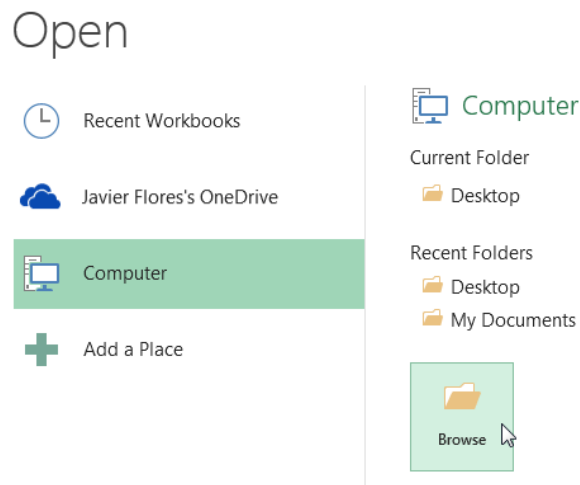 Open
Recent Workbooks
Javier Flores's OneDrive
Computer
Add a Place
Computer
Current Folder
Desktop
Recent Folders
Desktop
My Documents
Browse